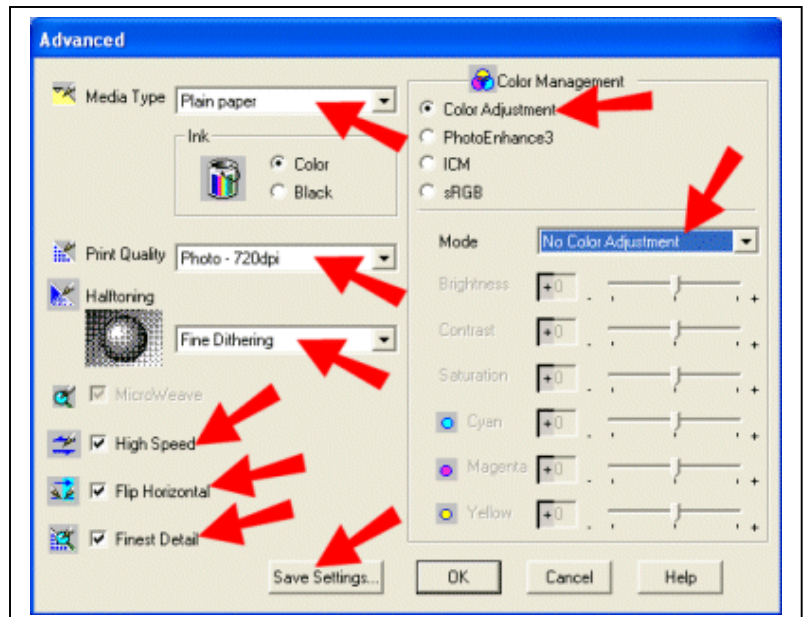 Advanced
Media Type
Plain paper
Ink
Color
Black
Print Quality
Photo - 720dpi
Halftoning
Fine Dithering
MicroWeave
High Speed
Flip Horizontal
Finest Detail
Save Settings...
Color Management
Color Adjustment
PhotoEnhance3
ICM
sRGB
Mode
No Color Adjustment
Brightness +0 - +
Contrast +0 - +
Saturation +0 - +
Cyan +0 - +
Magenta +0 - +
Yellow +0 - +
OK
Cancel
Help